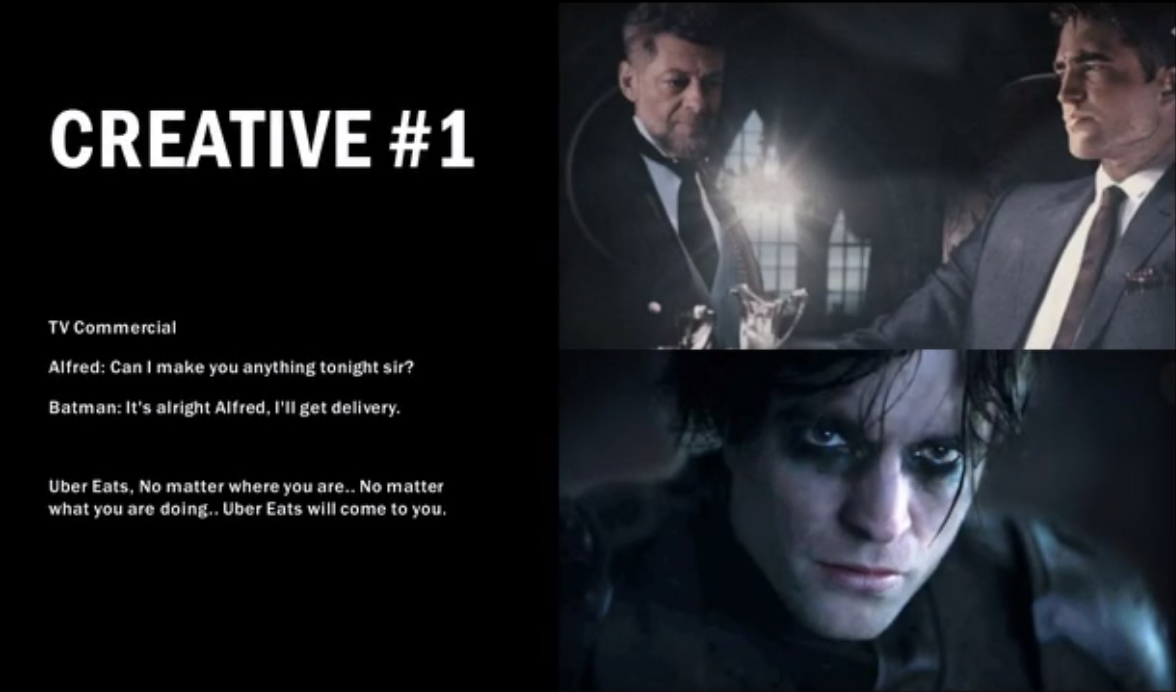 CREATIVE #1
TV Commercial
Alfred: Can I make you anything tonight sir?
Batman: It's alright Alfred, I'll get delivery.
Uber Eats, No matter where you are.. No matter
what you are doing.. Uber Eats will come to you.